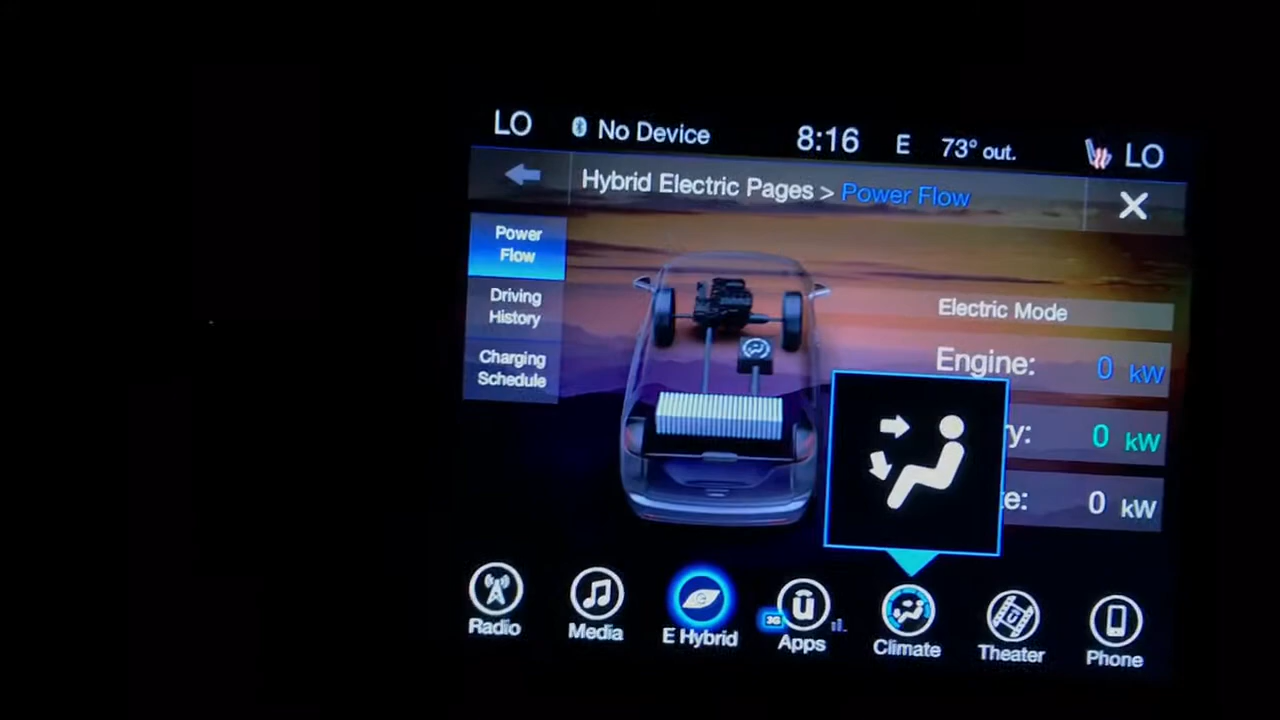 LO No Device 8:16 E 73° out. LO
Hybrid Electric Pages > Power Flow
Power
Flow
Driving
History
Charging
Schedule
Electric Mode
Engine: 0 kW
y: 0 kW
e: 0 kW
Radio
Media
E Hybrid
3G
Apps
Climate
Theater
Phone